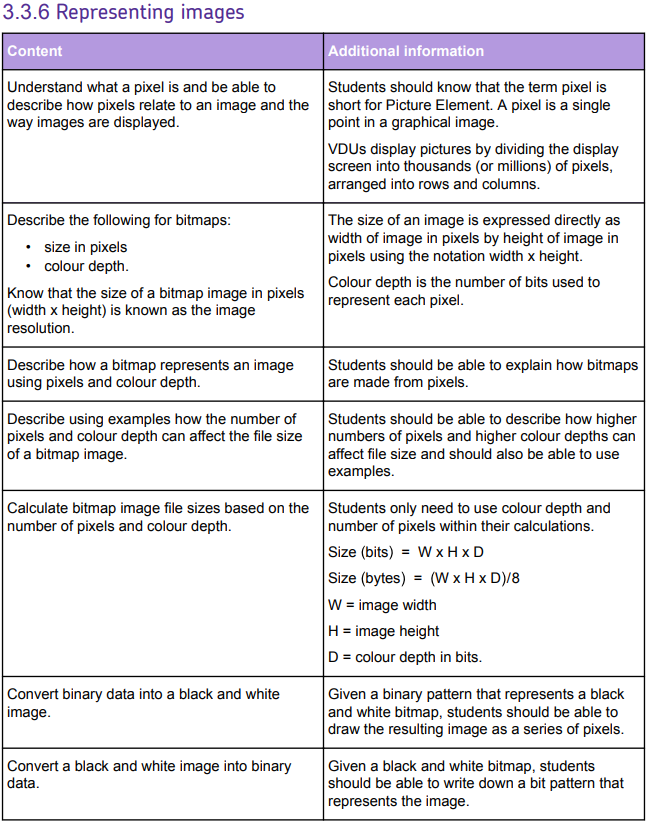 3.3.6 Representing images
Content
Additional information
Understand what a pixel is and be able to
describe how pixels relate to an image and the
way images are displayed.
Students should know that the term pixel is
short for Picture Element. A pixel is a single
point in a graphical image.
VDUs display pictures by dividing the display
screen into thousands (or millions) of pixels,
arranged into rows and columns.
Describe the following for bitmaps:
• size in pixels
• colour depth.
Know that the size of a bitmap image in pixels
(width x height) is known as the image
resolution.
The size of an image is expressed directly as
width of image in pixels by height of image in
pixels using the notation width x height.
Colour depth is the number of bits used to
represent each pixel.
Describe how a bitmap represents an image
using pixels and colour depth.
Students should be able to explain how bitmaps
are made from pixels.
Describe using examples how the number of
pixels and colour depth can affect the file size
of a bitmap image.
Students should be able to describe how higher
numbers of pixels and higher colour depths can
affect file size and should also be able to use
examples.
Calculate bitmap image file sizes based on the
number of pixels and colour depth.
Students only need to use colour depth and
number of pixels within their calculations.
Size (bits) = W x H x D
Size (bytes) = (W x H x D)/8
W = image width
H = image height
D = colour depth in bits.
Convert binary data into a black and white
image.
Given a binary pattern that represents a black
and white bitmap, students should be able to
draw the resulting image as a series of pixels.
Convert a black and white image into binary
data.
Given a black and white bitmap, students
should be able to write down a bit pattern that
represents the image.